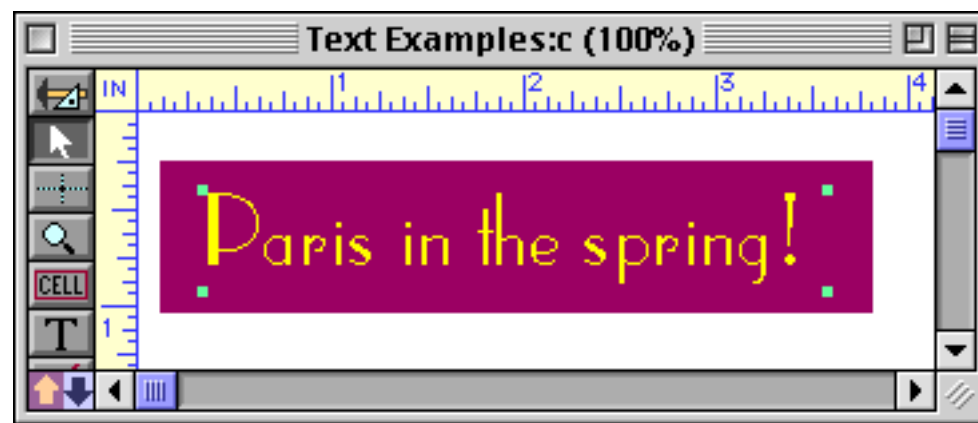 Text Examples:c (100%)
IN 1 2 3 4
Paris in the spring!
CELL
T
1